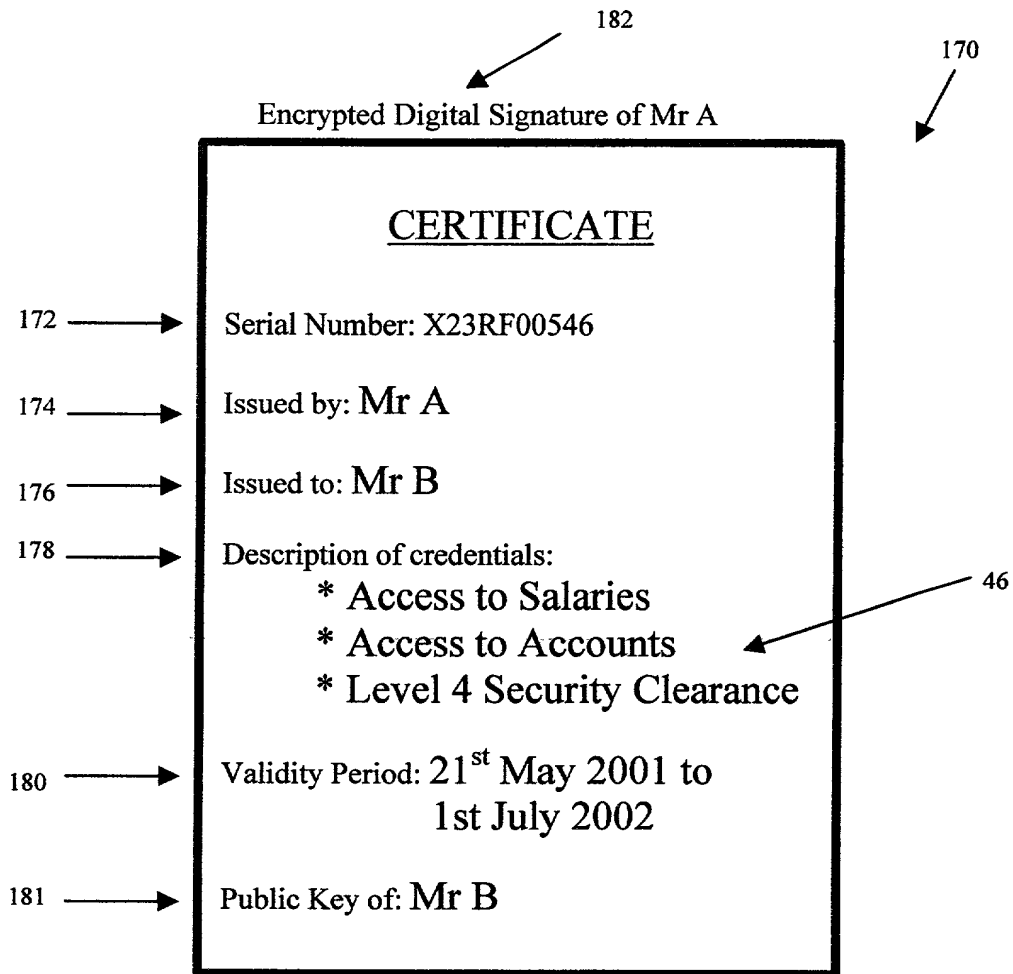 182
170
Encrypted Digital Signature of Mr A
CERTIFICATE
172
Serial Number: X23RF00546
174
Issued by: Mr A
176
Issued to: Mr B
178
Description of credentials:
* Access to Salaries
46
* Access to Accounts
* Level 4 Security Clearance
180
Validity Period: 21st May 2001 to
1st July 2002
181
Public Key of: Mr B